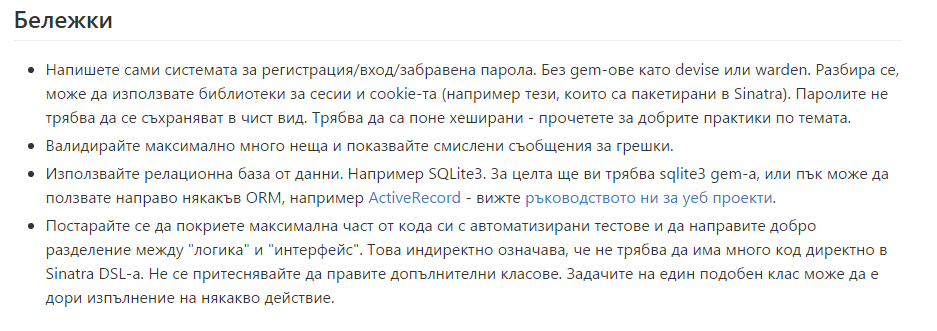 Бележки
Напишете сами системата за регистрация/вход/забравена парола. Без gem-ове като devise или warden. Разбира се,
може да използвате библиотеки за сесии и cookie-та (например тези, които са пакетирани в Sinatra). Паролите не
трябва да се съхраняват в чист вид. Трябва да са поне хеширани - прочетете за добрите практики по темата.
Валидирайте максимално много неща и показвайте смислени съобщения за грешки.
Използвайте релационна база от данни. Например SQLite3. За целта ще ви трябва sqlite3 gem-а, или пък може да
ползвате направо някакъв ORM, например ActiveRecord - вижте ръководството ни за уеб проекти.
Постарайте се да покриете максимална част от кода си с автоматизирани тестове и да направите добро
разделение между "логика" и "интерфейс". Това индиректно означава, че не трябва да има много код директно в
Sinatra DSL-а. Не се притеснявайте да правите допълнителни класове. Задачите на един подобен клас може да е
дори изпълнение на някакво действие.